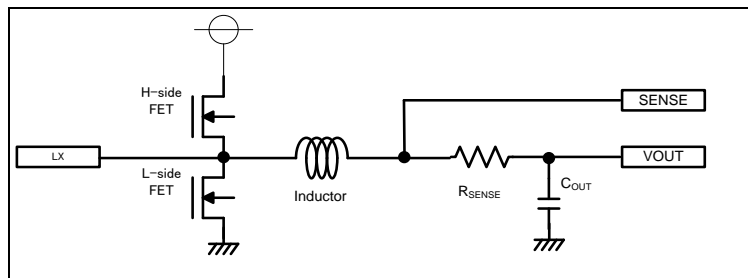 H-side
FET
SENSE
LX
VOUT
L-side
FET
Inductor
RSENSE
COUT